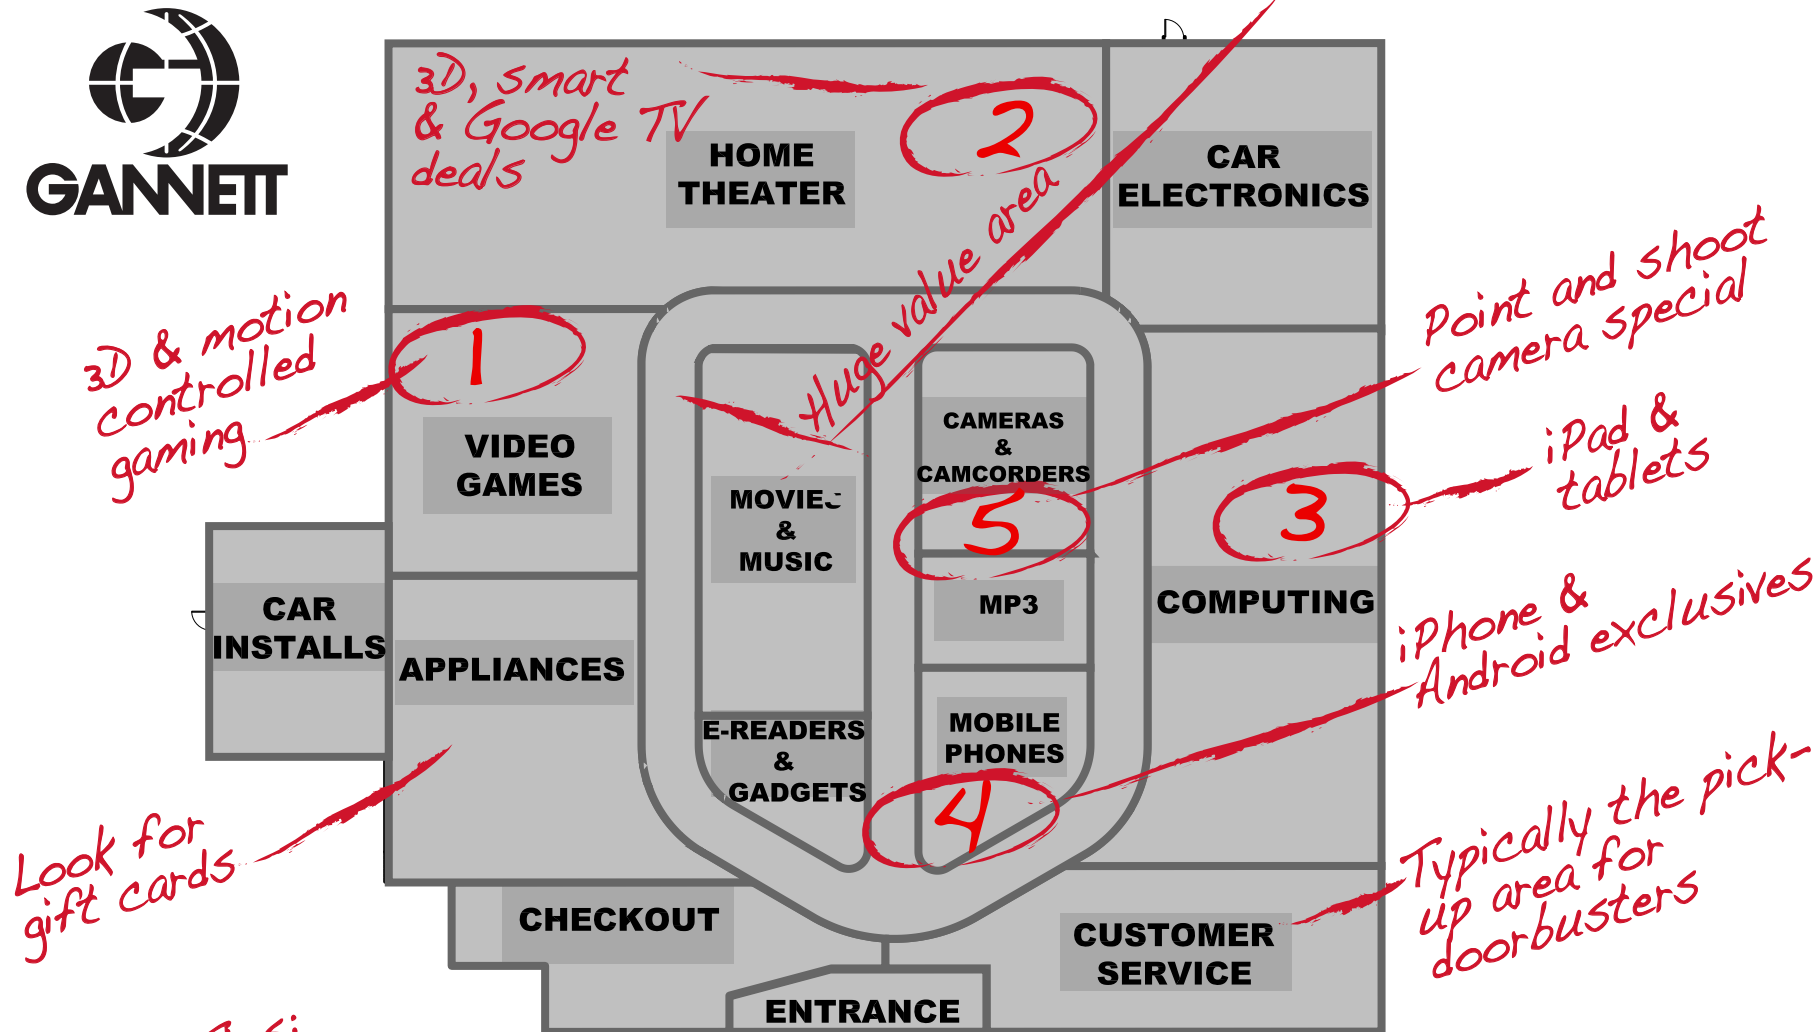 GANNETT
3D, smart
& Google TV
deals
2
HOME
THEATER
CAR
ELECTRONICS
Huge value area
3D & motion
controlled
gaming
1
VIDEO
GAMES
Point and shoot
camera special
CAMERAS
&
CAMCORDERS
5
iPad &
tablets
3
MOVIES
&
MUSIC
MP3
COMPUTING
CAR
INSTALLS
APPLIANCES
iPhone &
Android exclusives
E-READERS
&
GADGETS
MOBILE
PHONES
4
Look for
gift cards
Typically the pick-
up area for
doorbusters
CHECKOUT
CUSTOMER
SERVICE
ENTRANCE